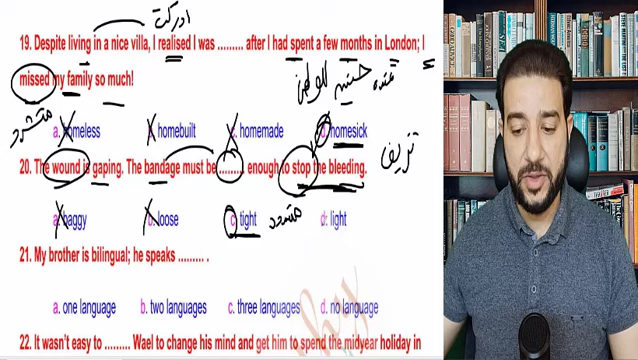 ادركت
19. Despite living in a nice villa, I realised I was ......... after I had spent a few months in London; I
missed my family so much!
عنده حنين للوطن
متشرد
a. homeless b. homebuilt c. homemade d. homesick
20. The wound is gaping. The bandage must be ......... enough to stop the bleeding.
نزيف
a. baggy b. loose c. tight d. light
21. My brother is bilingual; he speaks ......... .
a. one language b. two languages c. three languages d. no language
22. It wasn't easy to ......... Wael to change his mind and get him to spend the midyear holiday in